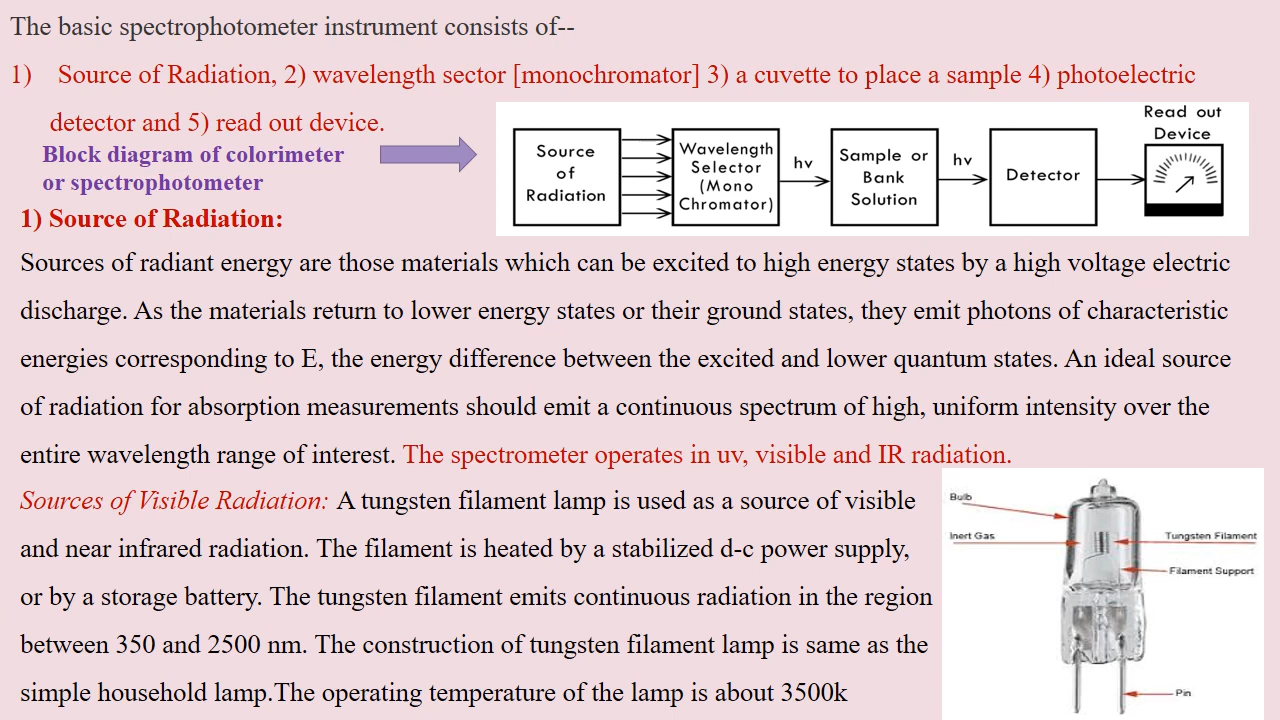 The basic spectrophotometer instrument consists of--
1) Source of Radiation, 2) wavelength sector [monochromator] 3) a cuvette to place a sample 4) photoelectric
detector and 5) read out device.
Block diagram of colorimeter
or spectrophotometer
Source
of
Radiation
Wavelength
Selector
(Mono
Chromator)
hv
Sample or
Bank
Solution
hv
Detector
Read out
Device
1) Source of Radiation:
Sources of radiant energy are those materials which can be excited to high energy states by a high voltage electric
discharge. As the materials return to lower energy states or their ground states, they emit photons of characteristic
energies corresponding to E, the energy difference between the excited and lower quantum states. An ideal source
of radiation for absorption measurements should emit a continuous spectrum of high, uniform intensity over the
entire wavelength range of interest. The spectrometer operates in uv, visible and IR radiation.
Sources of Visible Radiation: A tungsten filament lamp is used as a source of visible
and near infrared radiation. The filament is heated by a stabilized d-c power supply,
or by a storage battery. The tungsten filament emits continuous radiation in the region
between 350 and 2500 nm. The construction of tungsten filament lamp is same as the
simple household lamp.The operating temperature of the lamp is about 3500k
Bulb
Inert Gas
Tungsten Filament
Filament Support
Pin